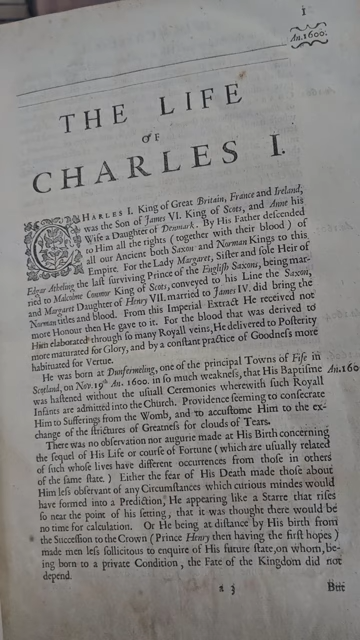 1
An. 1600.
THE LIFE
OF
CHARLES I.
CHARLES I. King of Great Britain, France and Ireland,
was the Son of James VI. King of Scots, and Anne his
Wife a Daughter of Denmark. By His Father descended
to Him all the rights (together with their blood) of
all our Ancient both Saxon and Norman Kings to this
Empire. For the Lady Margaret, Sister and sole Heir of
Edgar Atheling the last surviving Prince of the English Saxons, being mar-
ried to Malcolme Conmor King of Scots, conveyed to his Line the Saxon,
and Margaret Daughter of Henry VII. married to James IV. did bring the
Norman titles and blood. From this Imperial Extract He received not
more Honour then He gave to it. For the blood that was derived to
Him elaborated through so many Royall veins, He delivered to Posterity
more maturated for Glory, and by a constant practice of Goodness more
habituated for Vertue.
He was born at Dunfermeling, one of the principal Towns of Fife in
Scotland, on Nov. 19th An. 1600. in so much weakness, that His Baptisme
An. 160
was hastened without the usuall Ceremonies wherewith such Royall
Infants are admitted into the Church. Providence seeming to consecrate
Him to Sufferings from the Womb, and to accustome Him to the ex-
change of the strictures of Greatness for clouds of Tears.
There was no observation nor augurie made at His Birth concerning
the sequel of His Life or course of Fortune (which are usually related
of such whose lives have different occurrences from those in others
of the same state.) Either the fear of His Death made those about
Him less observant of any Circumstances which curious mindes would
have formed into a Prediction, He appearing like a Starre that rises
so near the point of his setting, that it was thought there would be
no time for calculation. Or He being at distance by His birth from
the Succession to the Crown (Prince Henry then having the first hopes)
made men less sollicitous to enquire of His future state, on whom, be-
ing born to a private Condition, the Fate of the Kingdom did not
depend.
a 3
But